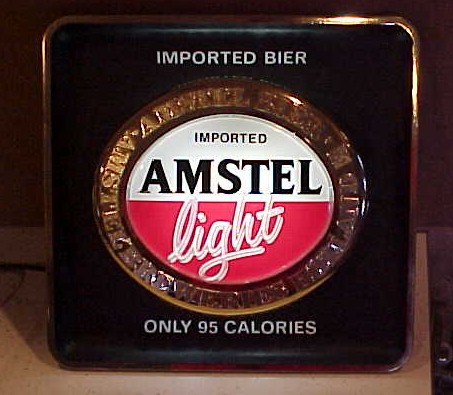 IMPORTED BIER
IMPORTED
AMSTEL
light
ONLY 95 CALORIES